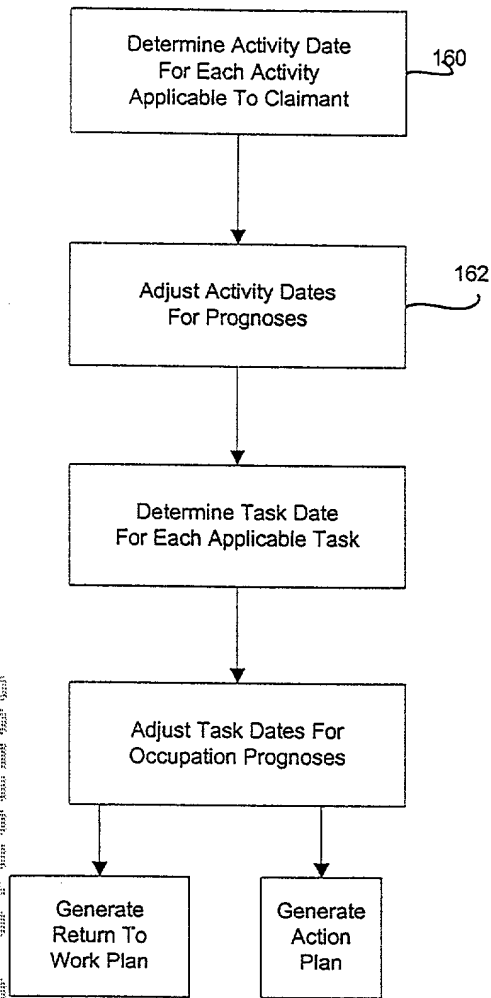 Determine Activity Date
For Each Activity
Applicable To Claimant
160
Adjust Activity Dates
For Prognoses
162
Determine Task Date
For Each Applicable Task
Adjust Task Dates For
Occupation Prognoses
Generate
Return To
Work Plan
Generate
Action
Plan